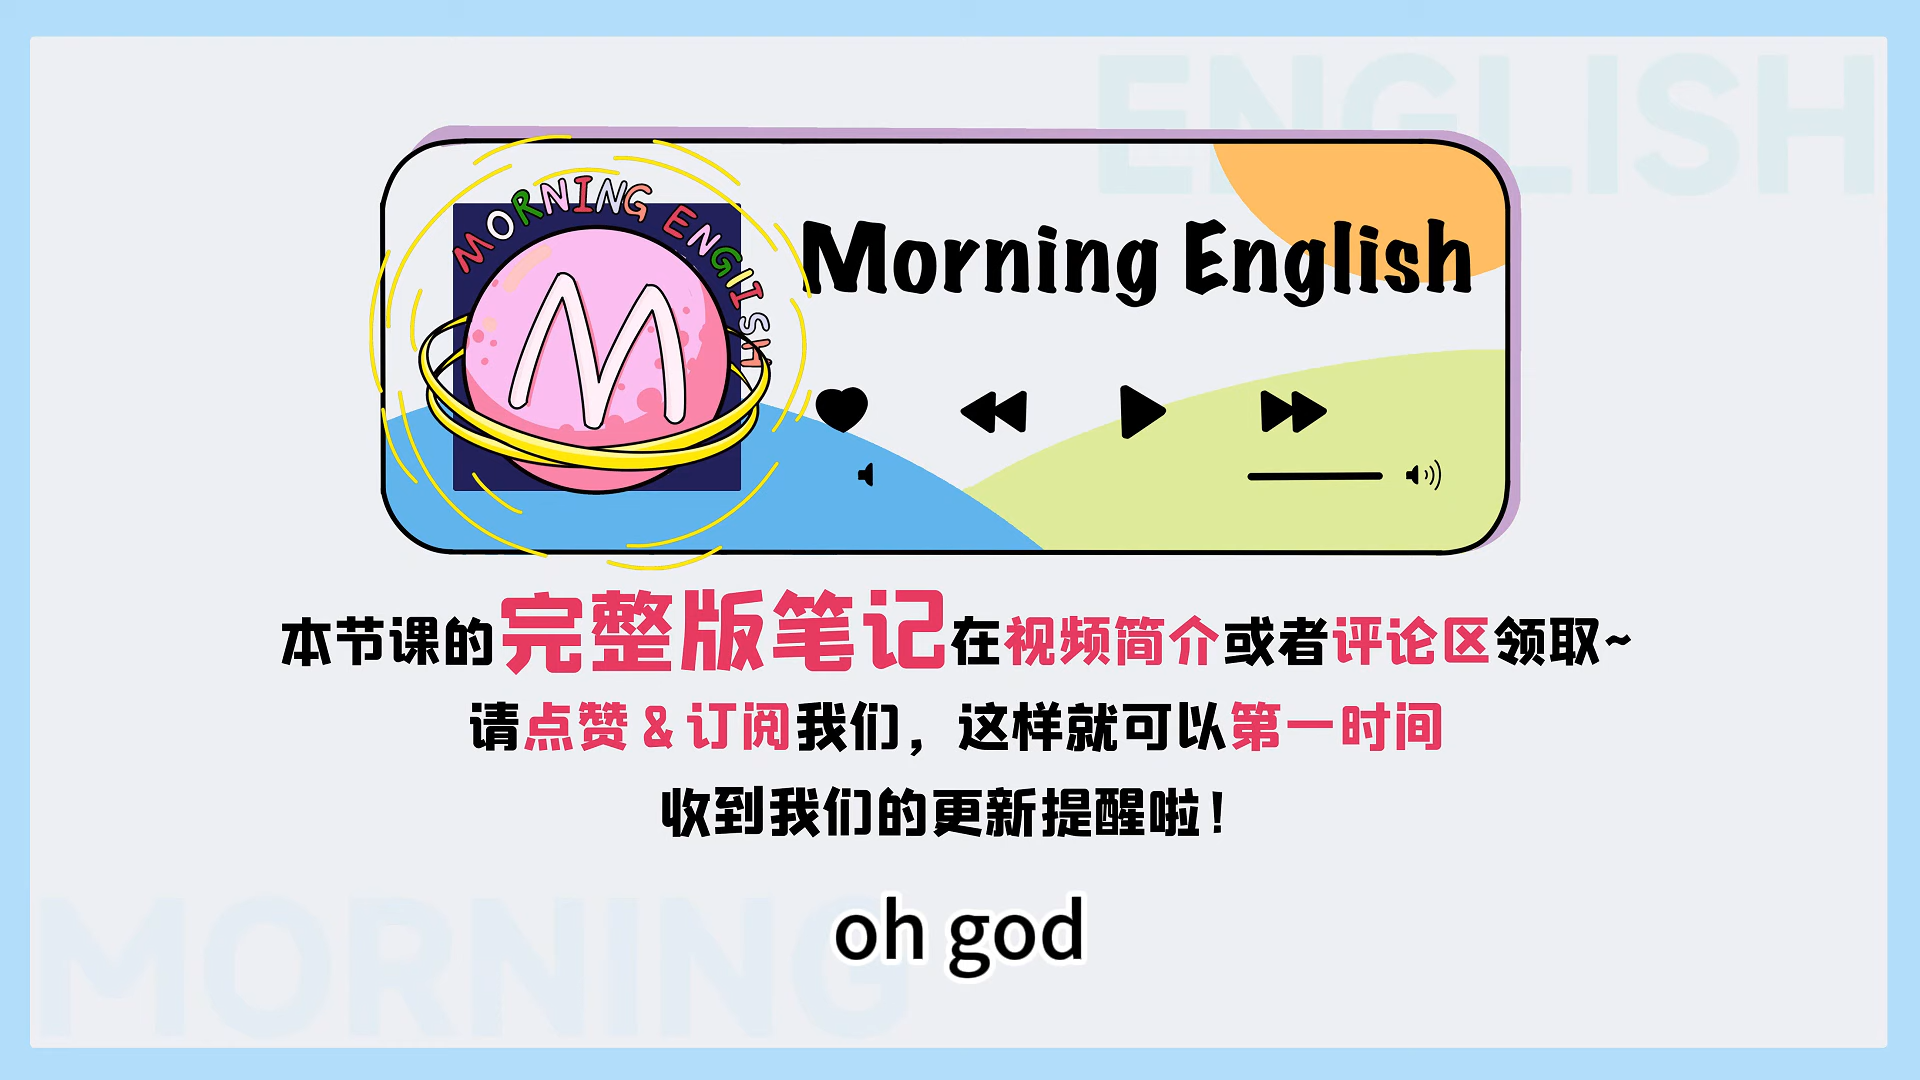 ENGLISH
MORNING ENGLISH
M
Morning English
本节课的完整版笔记在视频简介或者评论区领取~
请点赞&订阅我们，这样就可以第一时间
收到我们的更新提醒啦！
oh god
MORNING